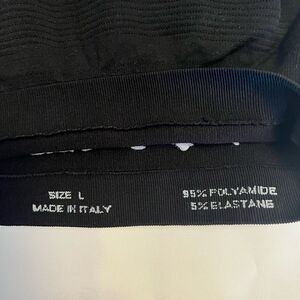 SIZE L
MADE IN ITALY
95% POLYAMIDE
5% ELASTANE